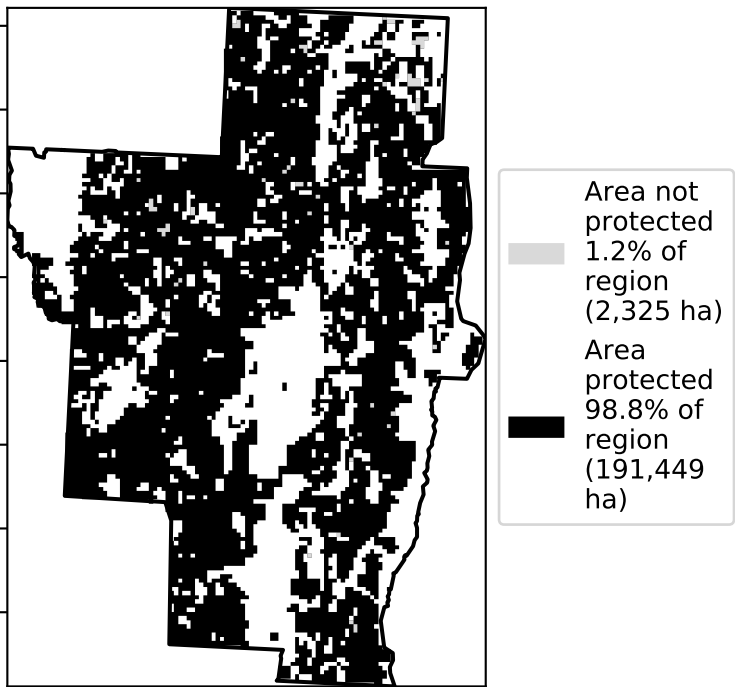 Area not
protected
1.2% of
region
(2,325 ha)
Area
protected
98.8% of
region
(191,449
ha)